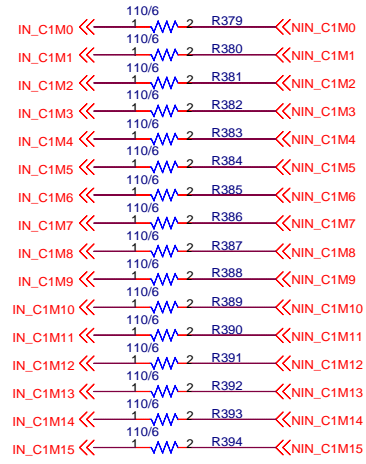 110/6
IN_C1M0 1 2 R379 NIN_C1M0
110/6
IN_C1M1 1 2 R380 NIN_C1M1
110/6
IN_C1M2 1 2 R381 NIN_C1M2
110/6
IN_C1M3 1 2 R382 NIN_C1M3
110/6
IN_C1M4 1 2 R383 NIN_C1M4
110/6
IN_C1M5 1 2 R384 NIN_C1M5
110/6
IN_C1M6 1 2 R385 NIN_C1M6
110/6
IN_C1M7 1 2 R386 NIN_C1M7
110/6
IN_C1M8 1 2 R387 NIN_C1M8
110/6
IN_C1M9 1 2 R388 NIN_C1M9
110/6
IN_C1M10 1 2 R389 NIN_C1M10
110/6
IN_C1M11 1 2 R390 NIN_C1M11
110/6
IN_C1M12 1 2 R391 NIN_C1M12
110/6
IN_C1M13 1 2 R392 NIN_C1M13
110/6
IN_C1M14 1 2 R393 NIN_C1M14
110/6
IN_C1M15 1 2 R394 NIN_C1M15